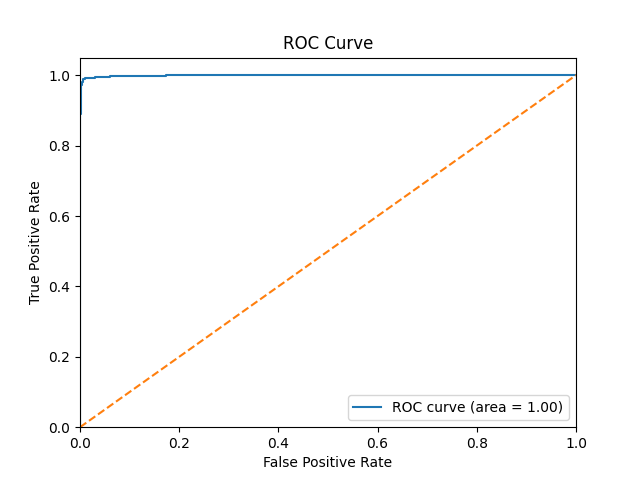 ROC Curve
True Positive Rate
1.0
0.8
0.6
0.4
0.2
0.0
ROC curve (area = 1.00)
0.0 0.2 0.4 0.6 0.8 1.0
False Positive Rate